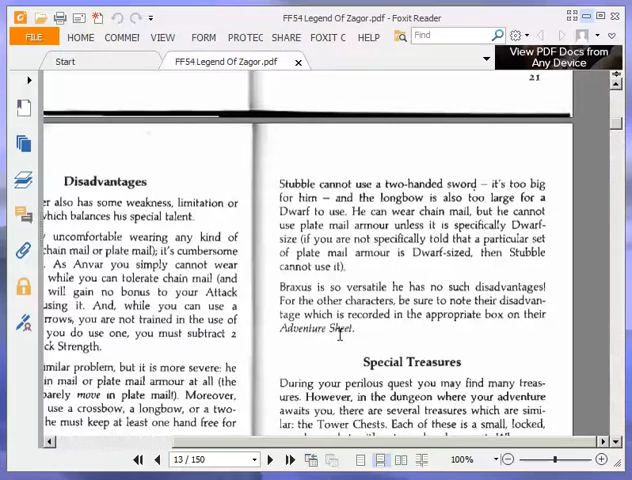 FF54 Legend Of Zagor.pdf - Foxit Reader
FILE HOME COMMEI VIEW FORM PROTEC SHARE FOXIT C HELP Find
View PDF Docs from
Any Device
Start FF54 Legend Of Zagor.pdf
21
Disadvantages
er also has some weakness, limitation or
which balances his special talent.
uncomfortable wearing any kind of
chain mail or plate mail); it's cumbersome
As Anvar you simply cannot wear
while you can tolerate chain mail (and
will gain no bonus to your Attack
using it. And, while you can use a
rrows, you are not trained in the use of
you do use one, you must subtract 2
ck Strength.
imilar problem, but it is more severe: he
in mail or plate mail armour at all (the
barely move in plate mail!). Moreover,
use a crossbow, a longbow, or a two-
he must keep at least one hand free for
Stubble cannot use a two-handed sword – it's too big
for him – and the longbow is also too large for a
Dwarf to use. He can wear chain mail, but he cannot
use plate mail armour unless it is specifically Dwarf-
size (if you are not specifically told that a particular set
of plate mail armour is Dwarf-sized, then Stubble
cannot use it).
Braxus is so versatile he has no such disadvantages!
For the other characters, be sure to note their disadvan-
tage which is recorded in the appropriate box on their
Adventure Sheet.
Special Treasures
During your perilous quest you may find many treas-
ures. However, in the dungeon where your adventure
awaits you, there are several treasures which are simi-
lar: the Tower Chests. Each of these is a small, locked,
13 / 150
100%